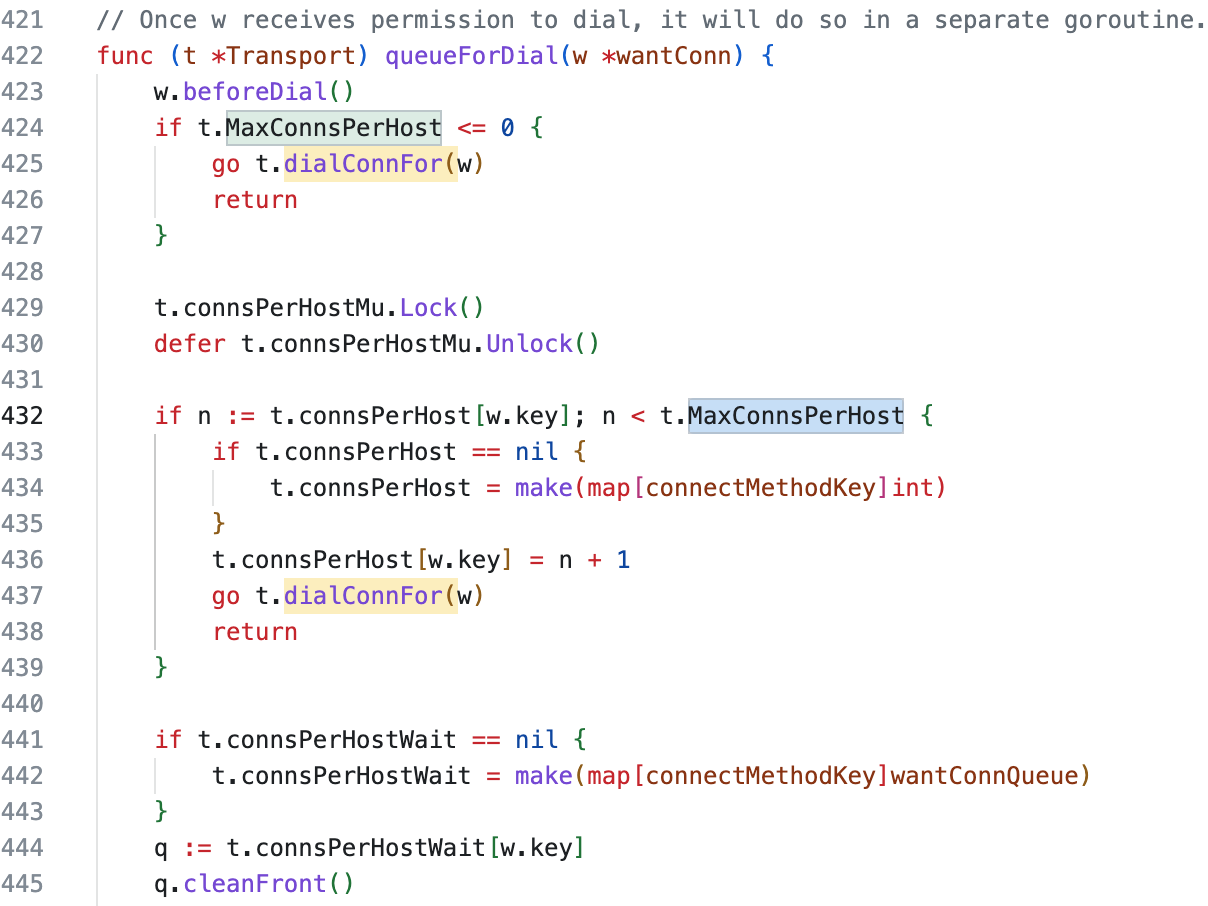 421 // Once w receives permission to dial, it will do so in a separate goroutine.
422 func (t *Transport) queueForDial(w *wantConn) {
423     w.beforeDial()
424     if t.MaxConnsPerHost <= 0 {
425         go t.dialConnFor(w)
426         return
427     }
428
429     t.connsPerHostMu.Lock()
430     defer t.connsPerHostMu.Unlock()
431
432     if n := t.connsPerHost[w.key]; n < t.MaxConnsPerHost {
433         if t.connsPerHost == nil {
434             t.connsPerHost = make(map[connectMethodKey]int)
435         }
436         t.connsPerHost[w.key] = n + 1
437         go t.dialConnFor(w)
438         return
439     }
440
441     if t.connsPerHostWait == nil {
442         t.connsPerHostWait = make(map[connectMethodKey]wantConnQueue)
443     }
444     q := t.connsPerHostWait[w.key]
445     q.cleanFront()